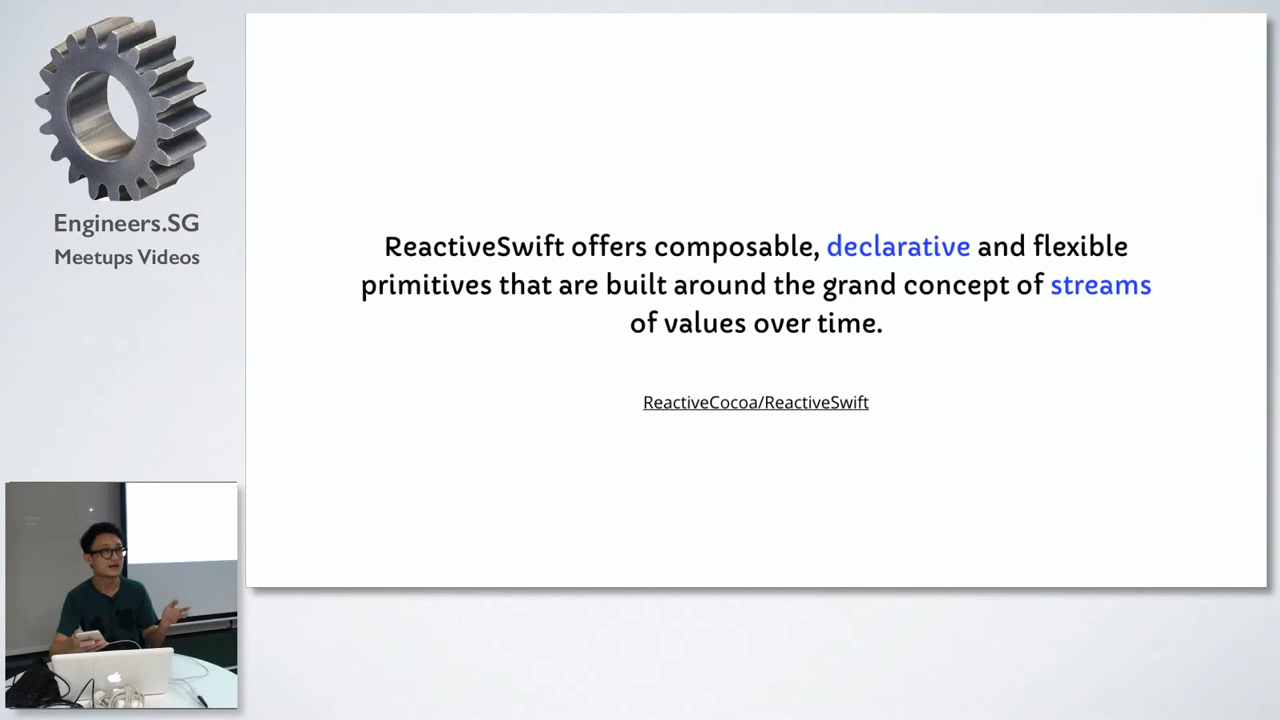 Engineers.SG
Meetups Videos
ReactiveSwift offers composable, declarative and flexible
primitives that are built around the grand concept of streams
of values over time.
ReactiveCocoa/ReactiveSwift